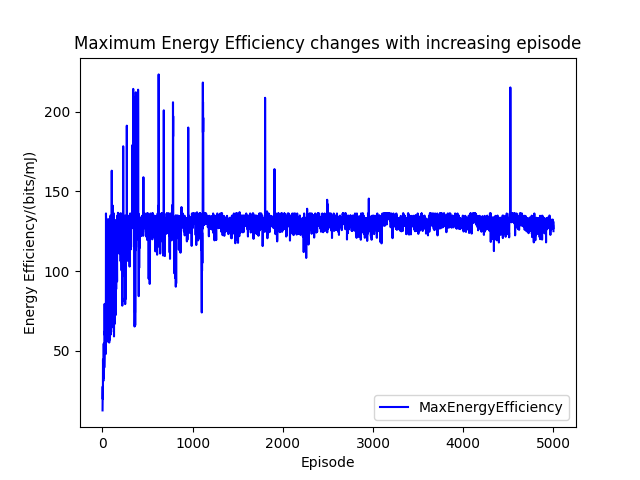 Maximum Energy Efficiency changes with increasing episode
Energy Efficiency/(bits/mJ)
200
150
100
50
MaxEnergyEfficiency
0
1000
2000
3000
4000
5000
Episode